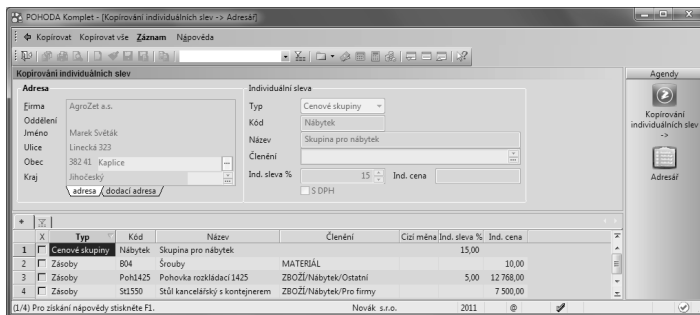 POHODA Komplet - [Kopírování individuálních slev -> Adresář]
Kopírovat Kopírovat vše Záznam Nápověda
Kopírování individuálních slev
Agendy
Adresa
Firma AgroZet a.s.
Oddělení
Jméno Marek Světák
Ulice Linecká 323
Obec 382 41 Kaplice
Kraj Jihočeský
adresa dodací adresa
Individuální sleva
Typ Cenové skupiny
Kód Nábytek
Název Skupina pro nábytek
Členění
Ind. sleva % 15 Ind. cena
S DPH
Kopírování
individuálních slev
->
Adresář
X Typ Kód Název Členění Cizí měna Ind. sleva % Ind. cena
1 Cenové skupiny Nábytek Skupina pro nábytek 15,00
2 Zásoby B04 Šrouby MATERIÁL 10,00
3 Zásoby Poh1425 Pohovka rozkládací 1425 ZBOŽÍ/Nábytek/Ostatní 5,00 12 768,00
4 Zásoby St1550 Stůl kancelářský s kontejnerem ZBOŽÍ/Nábytek/Pro firmy 7 500,00
(1/4) Pro získání nápovědy stiskněte F1. Novák s.r.o. 2011 @